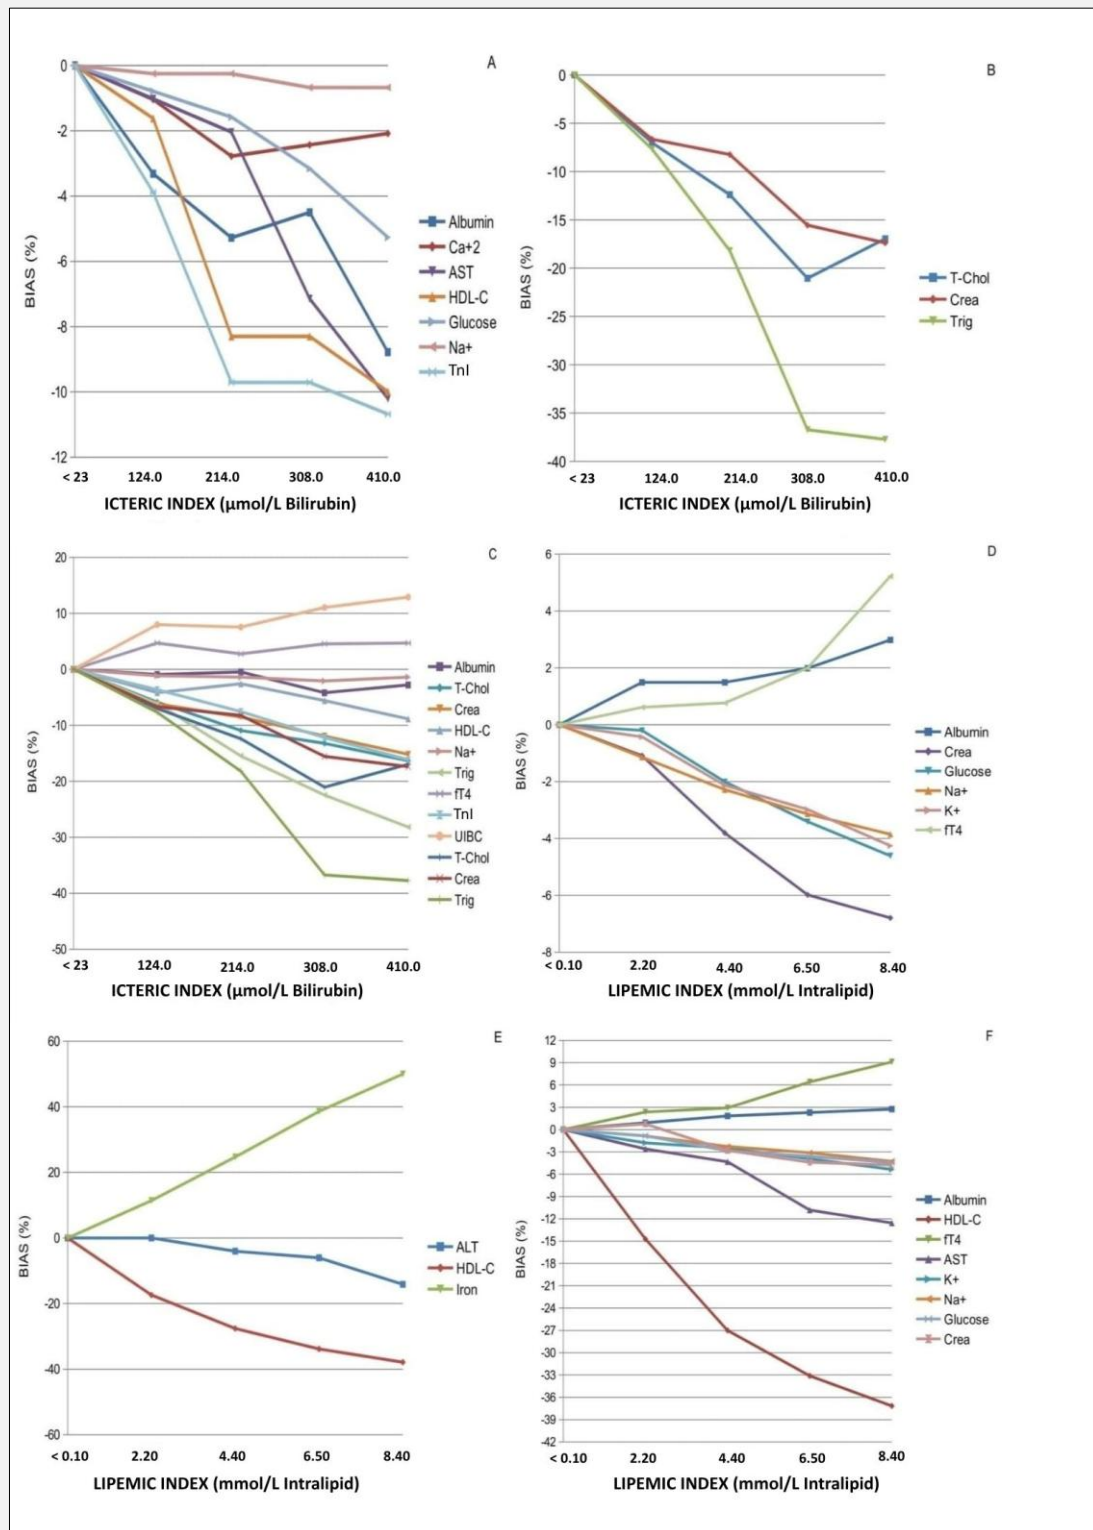 A
0
-2
-4
-6
-8
-10
-12
BIAS (%)
< 23 124.0 214.0 308.0 410.0
ICTERIC INDEX (µmol/L Bilirubin)
Albumin
Ca+2
AST
HDL-C
Glucose
Na+
TnI
B
0
-5
-10
-15
-20
-25
-30
-35
-40
BIAS (%)
< 23 124.0 214.0 308.0 410.0
ICTERIC INDEX (µmol/L Bilirubin)
T-Chol
Crea
Trig
C
20
10
0
-10
-20
-30
-40
-50
BIAS (%)
< 23 124.0 214.0 308.0 410.0
ICTERIC INDEX (µmol/L Bilirubin)
Albumin
T-Chol
Crea
HDL-C
Na+
Trig
fT4
TnI
UIBC
T-Chol
Crea
Trig
D
6
4
2
0
-2
-4
-6
-8
BIAS (%)
< 0.10 2.20 4.40 6.50 8.40
LIPEMIC INDEX (mmol/L Intralipid)
Albumin
Crea
Glucose
Na+
K+
fT4
E
60
40
20
0
-20
-40
-60
BIAS (%)
< 0.10 2.20 4.40 6.50 8.40
LIPEMIC INDEX (mmol/L Intralipid)
ALT
HDL-C
Iron
F
12
9
6
3
0
-3
-6
-9
-12
-15
-18
-21
-24
-27
-30
-33
-36
-39
-42
BIAS (%)
< 0.10 2.20 4.40 6.50 8.40
LIPEMIC INDEX (mmol/L Intralipid)
Albumin
HDL-C
fT4
AST
K+
Na+
Glucose
Crea